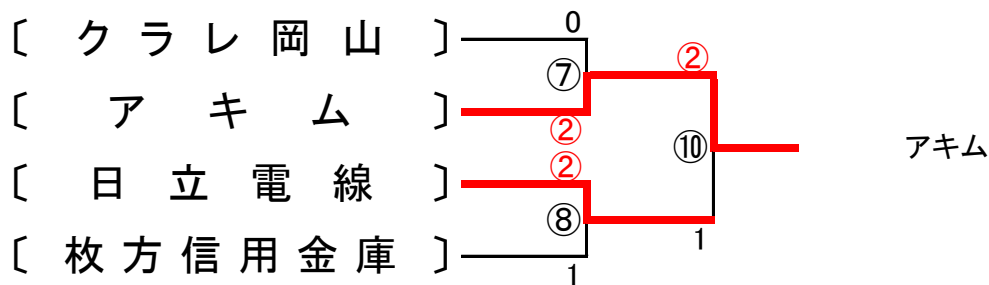 〔 クラレ岡山 〕 0
⑦ ②
〔 アキム 〕 ②
⑩ アキム
〔 日立電線 〕 ②
⑧ 1
〔 枚方信用金庫 〕 1